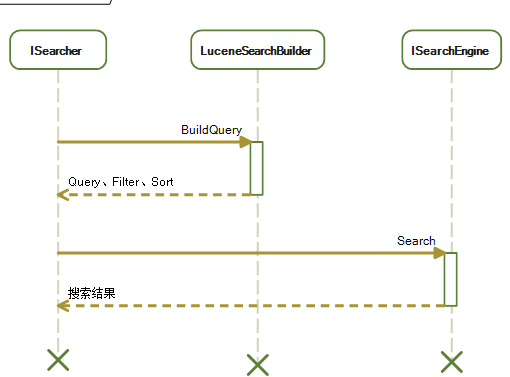 ISearcher
LuceneSearchBuilder
ISearchEngine
BuildQuery
Query、Filter、Sort
Search
搜索结果